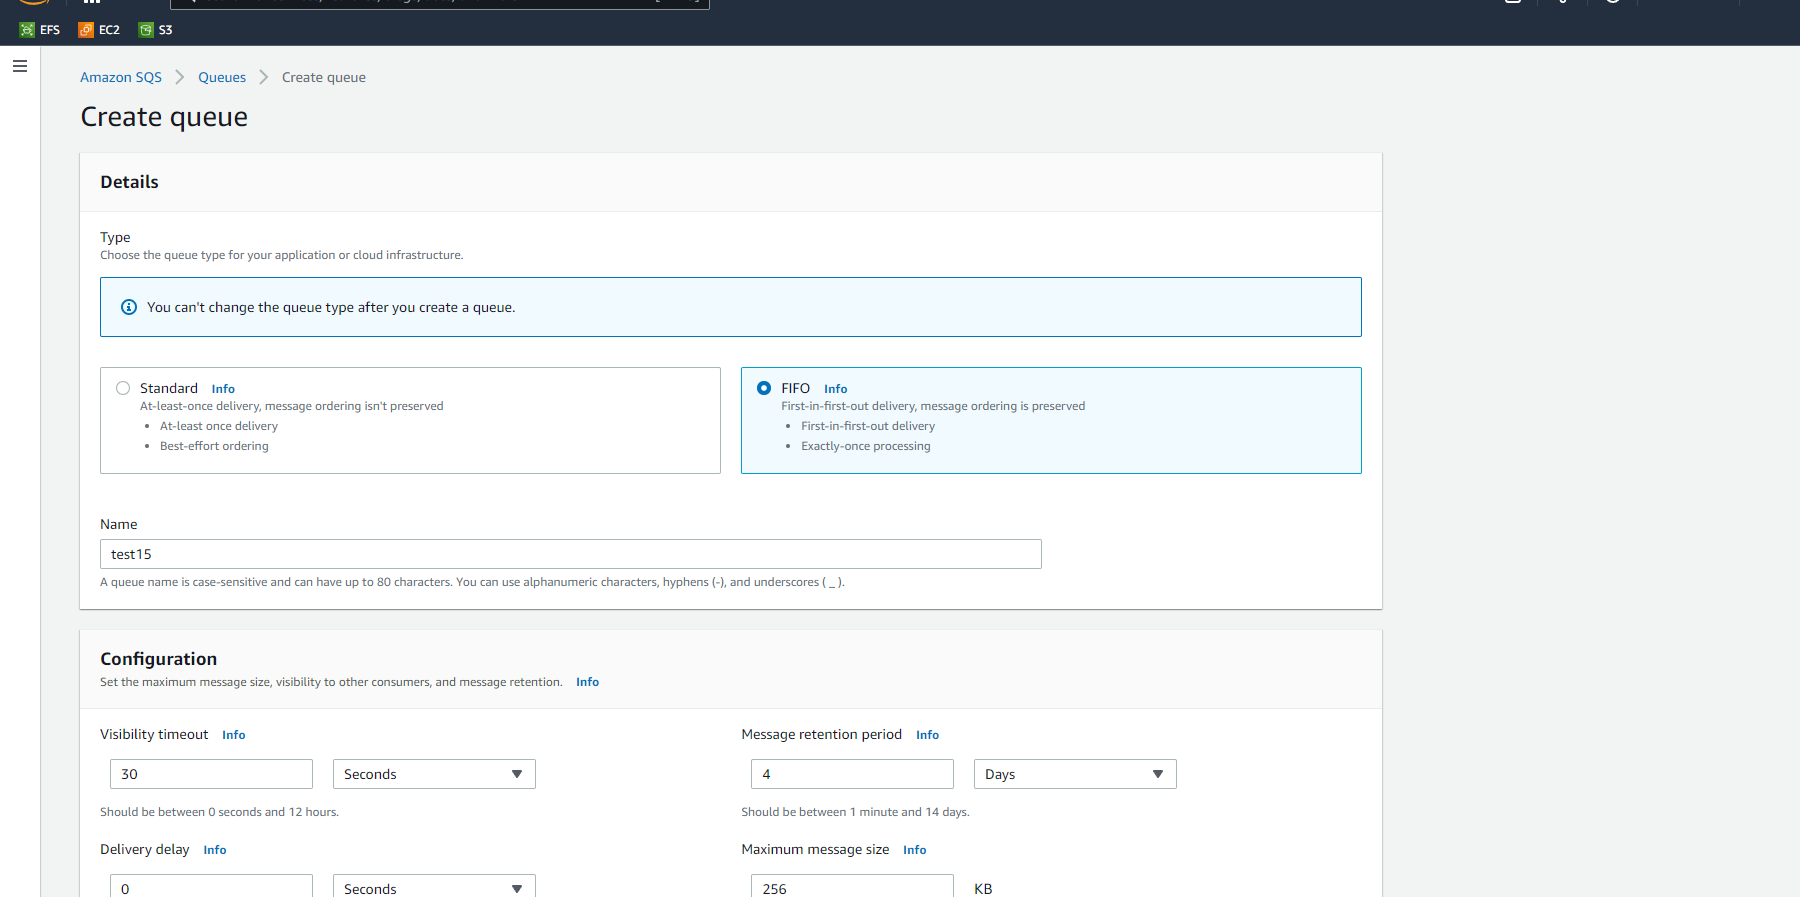 EFS EC2 S3
Amazon SQS Queues Create queue
Create queue
Details
Type
Choose the queue type for your application or cloud infrastructure.
You can't change the queue type after you create a queue.
Standard Info
At-least-once delivery, message ordering isn't preserved
• At-least once delivery
• Best-effort ordering
FIFO Info
First-in-first-out delivery, message ordering is preserved
• First-in-first-out delivery
• Exactly-once processing
Name
test15
A queue name is case-sensitive and can have up to 80 characters. You can use alphanumeric characters, hyphens (-), and underscores ( _ ).
Configuration
Set the maximum message size, visibility to other consumers, and message retention. Info
Visibility timeout Info
30 Seconds
Should be between 0 seconds and 12 hours.
Message retention period Info
4 Days
Should be between 1 minute and 14 days.
Delivery delay Info
0 Seconds
Maximum message size Info
256 KB